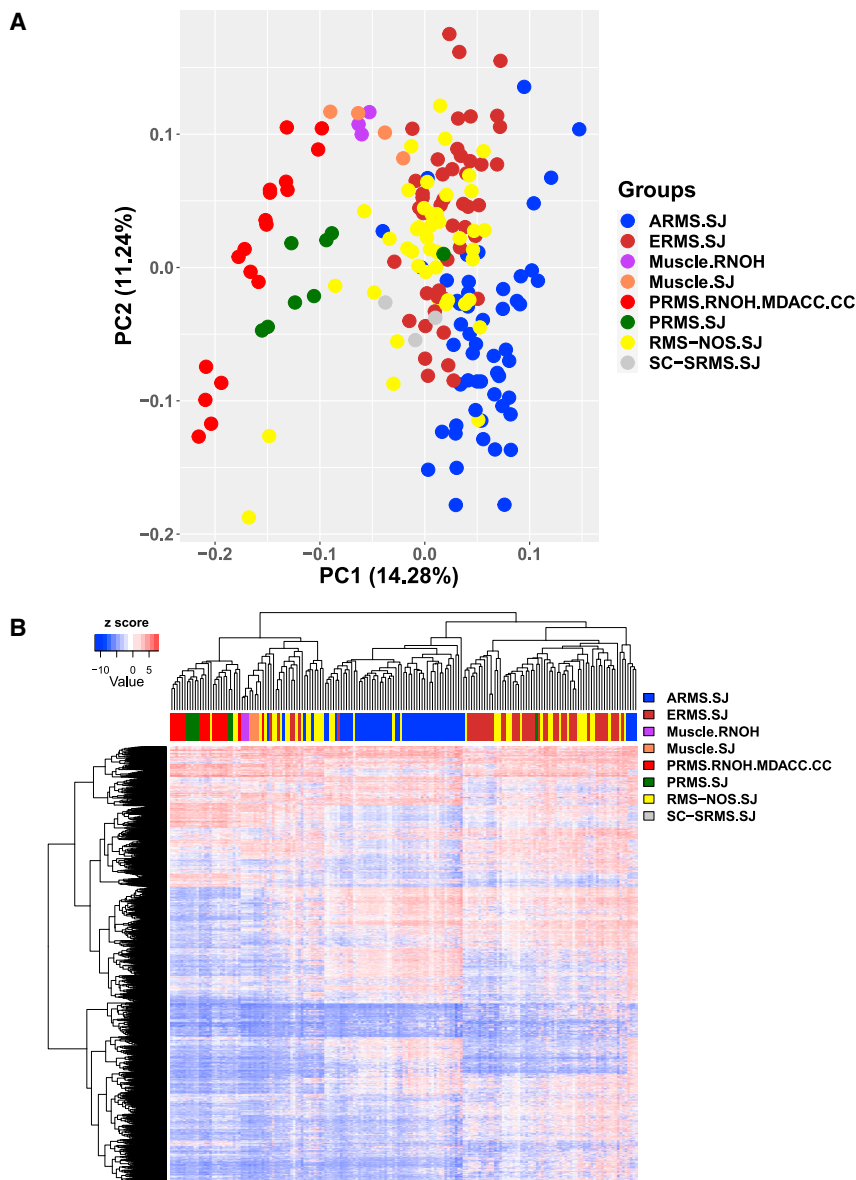 A
PC2 (11.24%)
0.1
0.0
−0.1
−0.2
−0.2
−0.1
0.0
0.1
PC1 (14.28%)
Groups
ARMS.SJ
ERMS.SJ
Muscle.RNOH
Muscle.SJ
PRMS.RNOH.MDACC.CC
PRMS.SJ
RMS−NOS.SJ
SC−SRMS.SJ
B
z score
−10 −5 0 5
Value
ARMS.SJ
ERMS.SJ
Muscle.RNOH
Muscle.SJ
PRMS.RNOH.MDACC.CC
PRMS.SJ
RMS−NOS.SJ
SC−SRMS.SJ